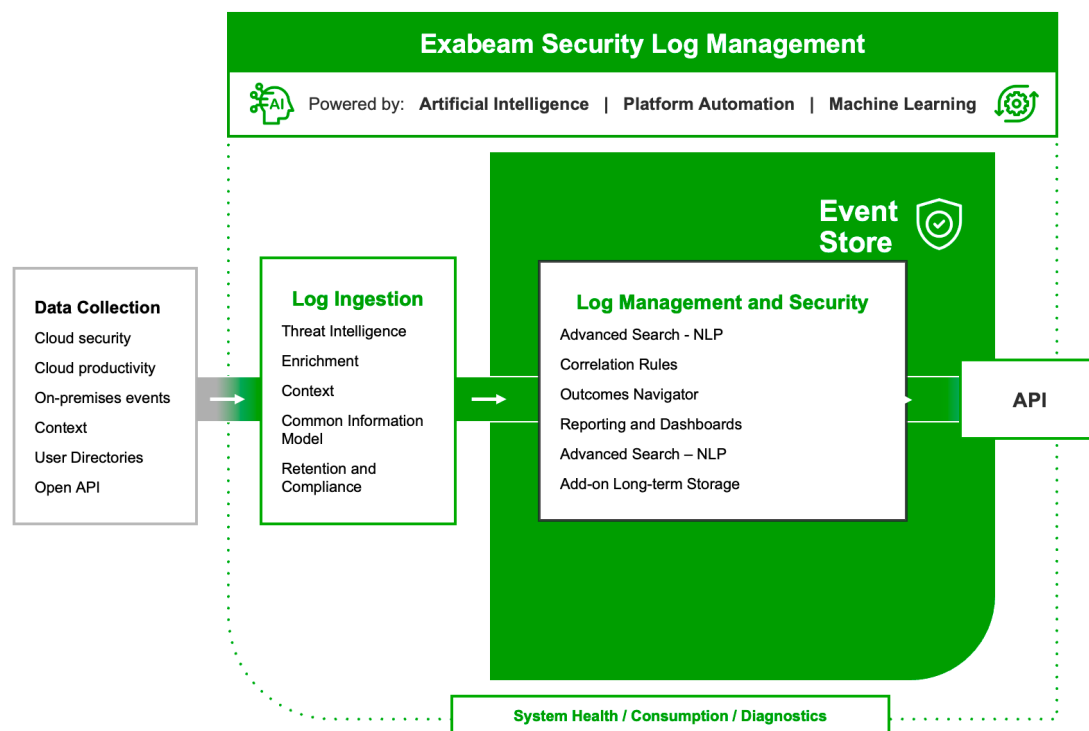 Exabeam Security Log Management
AI
Powered by: Artificial Intelligence | Platform Automation | Machine Learning
Event
Store
Data Collection
Cloud security
Cloud productivity
On-premises events
Context
User Directories
Open API
Log Ingestion
Threat Intelligence
Enrichment
Context
Common Information
Model
Retention and
Compliance
Log Management and Security
Advanced Search - NLP
Correlation Rules
Outcomes Navigator
Reporting and Dashboards
Advanced Search – NLP
Add-on Long-term Storage
API
System Health / Consumption / Diagnostics